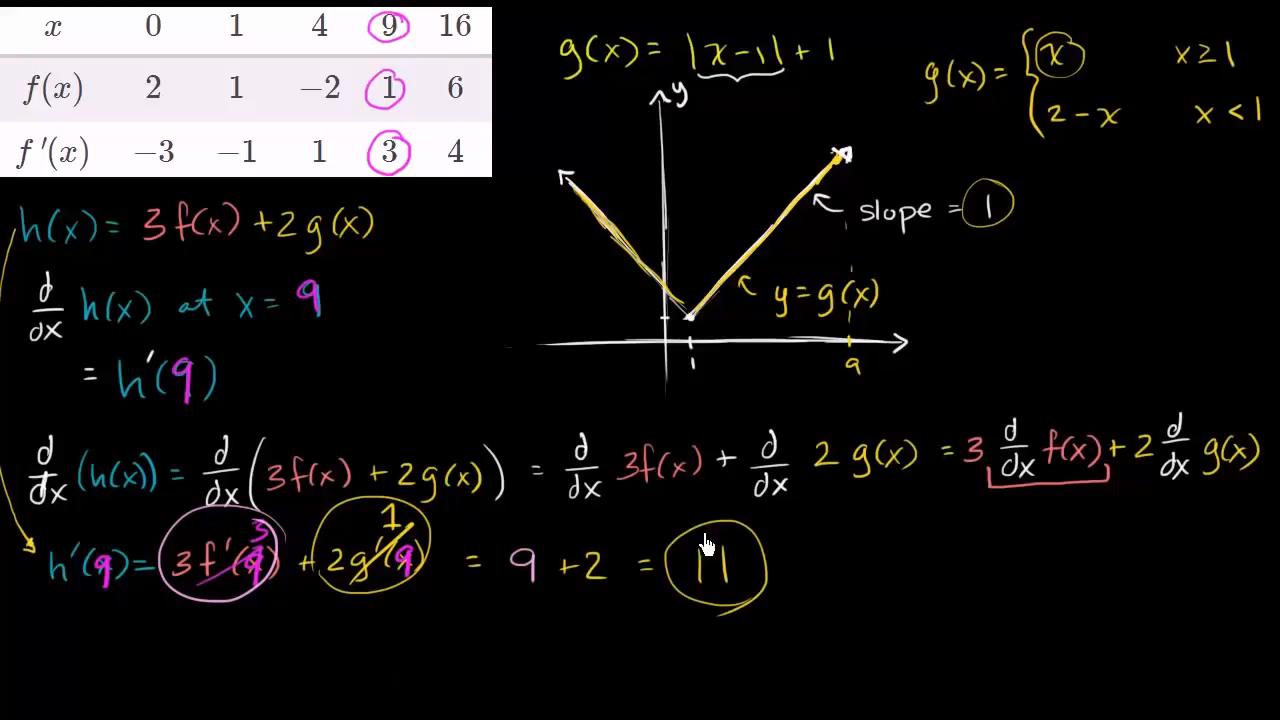 x 0 1 4 9 16
f(x) 2 1 −2 1 6
f'(x) −3 −1 1 3 4
g(x) = |x−1| + 1
g(x) = { x x ≥ 1
2 − x x < 1
y
slope = 1
y = g(x)
1 9
h(x) = 3f(x) + 2g(x)
d/dx h(x) at x = 9
= h'(9)
d/dx (h(x)) = d/dx (3f(x) + 2g(x)) = d/dx 3f(x) + d/dx 2g(x) = 3 d/dx f(x) + 2 d/dx g(x)
3 1
h'(9) = 3f'(9) + 2g'(9) = 9 + 2 = 11